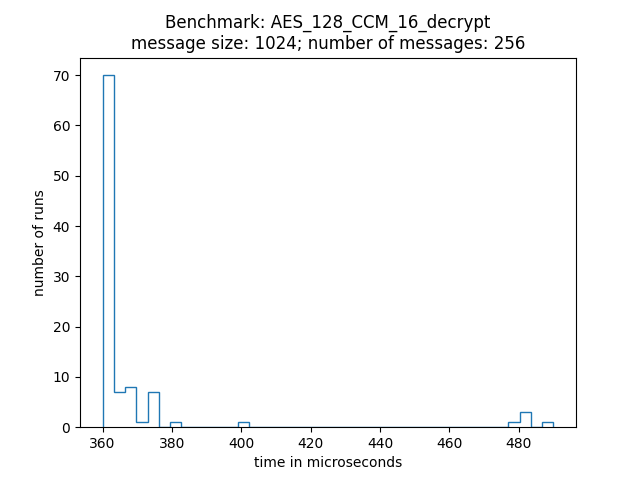 Benchmark: AES_128_CCM_16_decrypt
message size: 1024; number of messages: 256
number of runs
70
60
50
40
30
20
10
0
360 380 400 420 440 460 480
time in microseconds